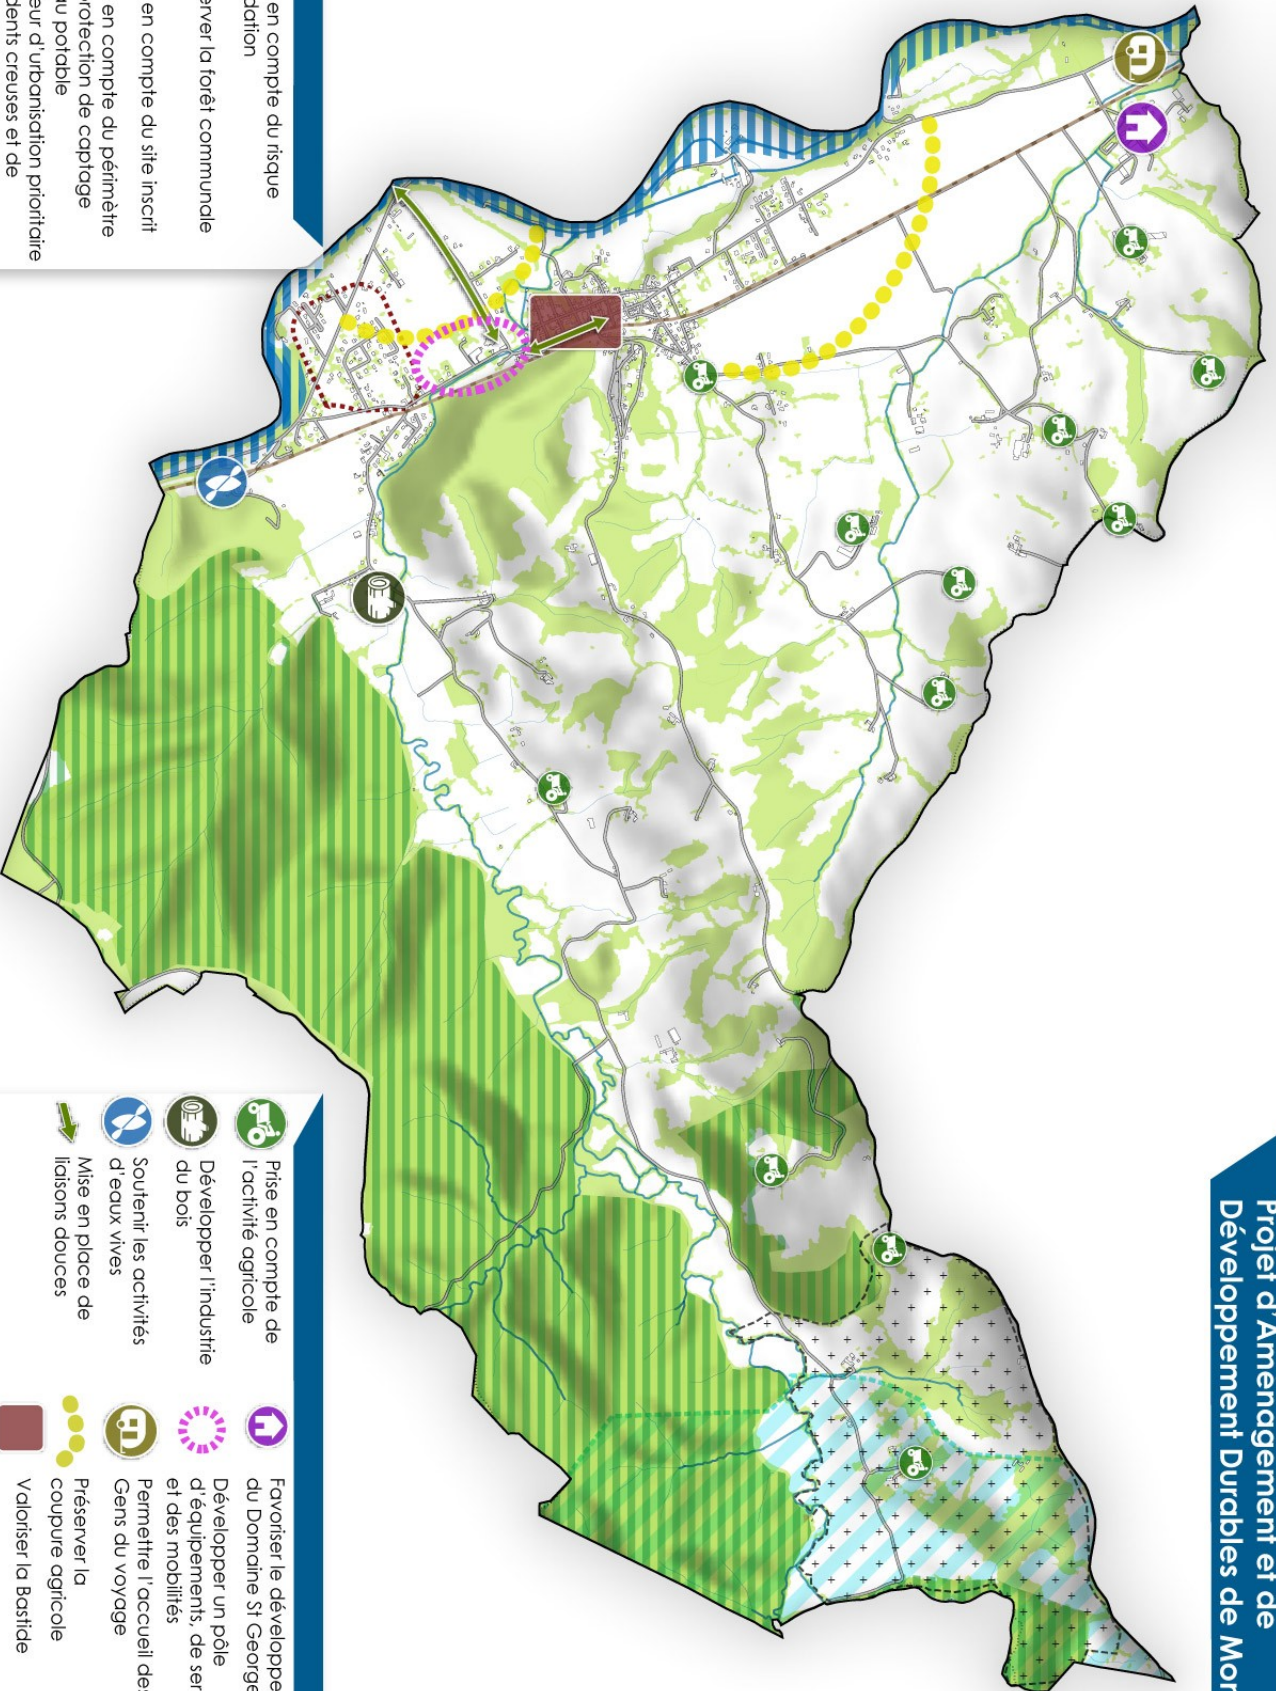 Projet d'Aménagement et de
Développement Durables de Mon
en compte du risque
dation
erver la forêt communale
en compte du site inscrit
en compte du périmètre
rotection de captage
au potable
eur d'urbanisation prioritaire
dents creuses et de
Prise en compte de
l'activité agricole
Développer l'industrie
du bois
Soutenir les activités
d'eaux vives
Mise en place de
liaisons douces
Favoriser le développe
du Domaine St George
Développer un pôle
d'équipements, de ser
et des mobilités
Permettre l'accueil des
Gens du voyage
Préserver la
coupure agricole
Valoriser la Bastide